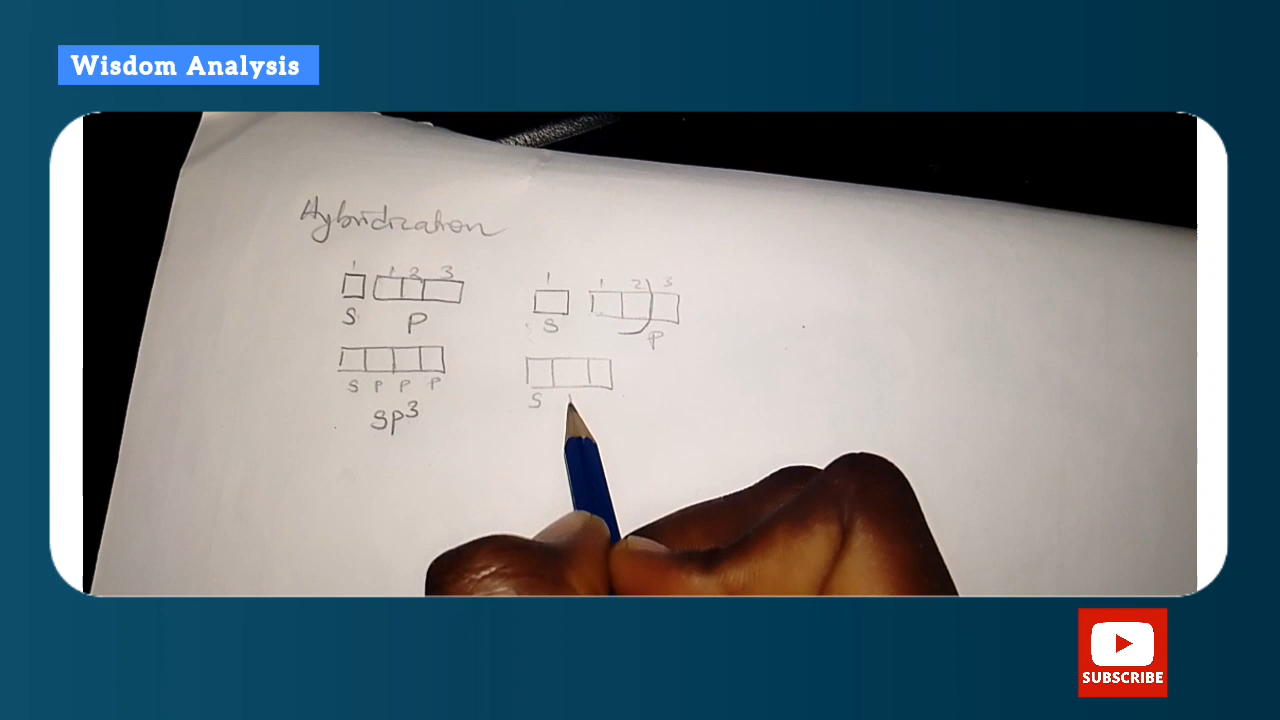 Wisdom Analysis
Hybridization
1 1 2 3
S P
S P P P
SP³
1 1 2 3
S P
S
SUBSCRIBE